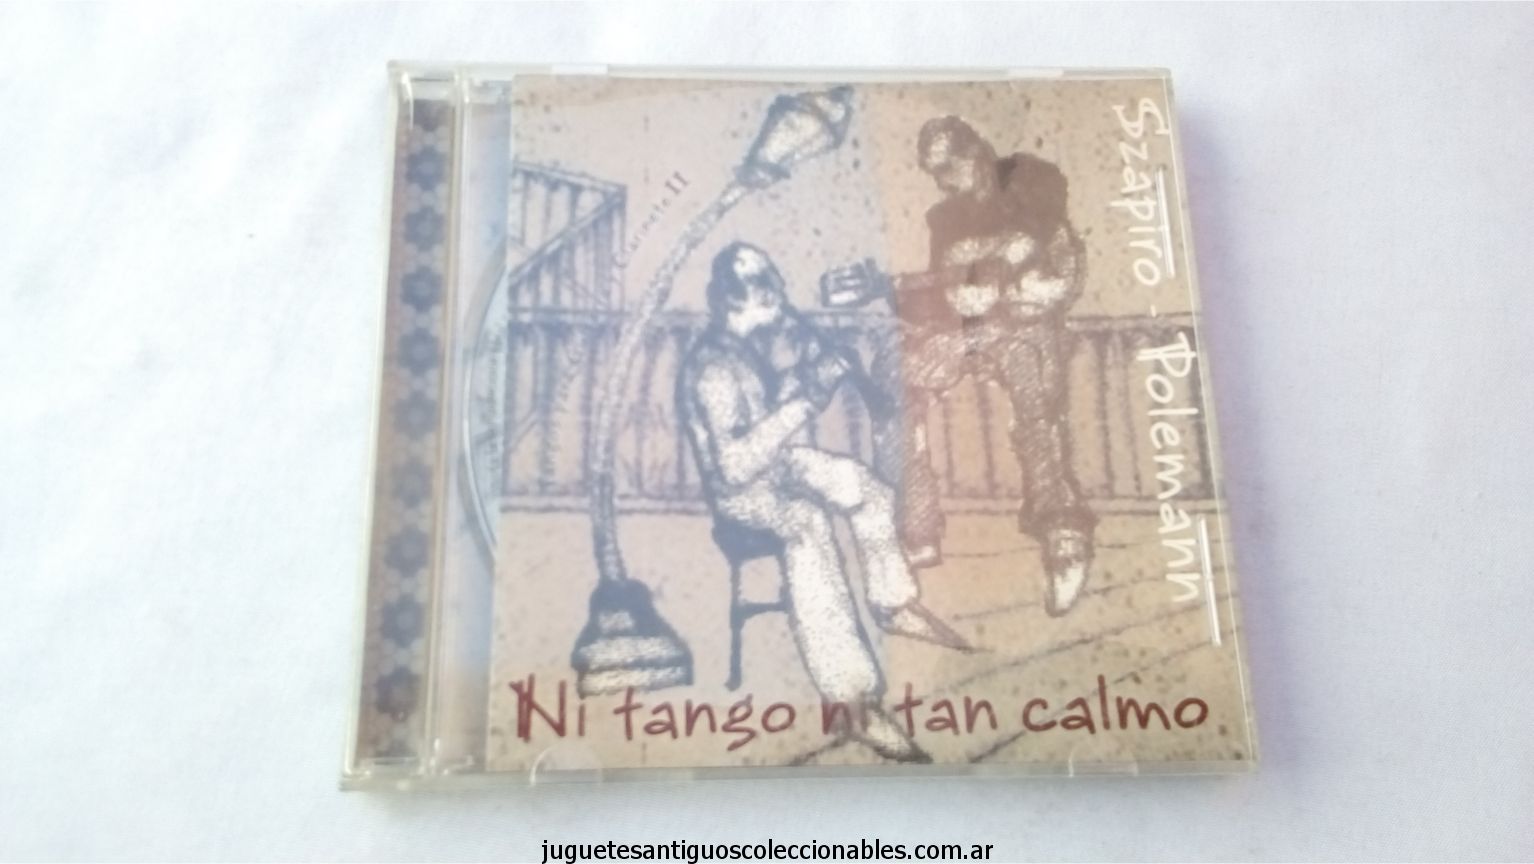 Szapiro - Polemann
Ni tango ni tan calmo
juguetesantiguoscoleccionables.com.ar